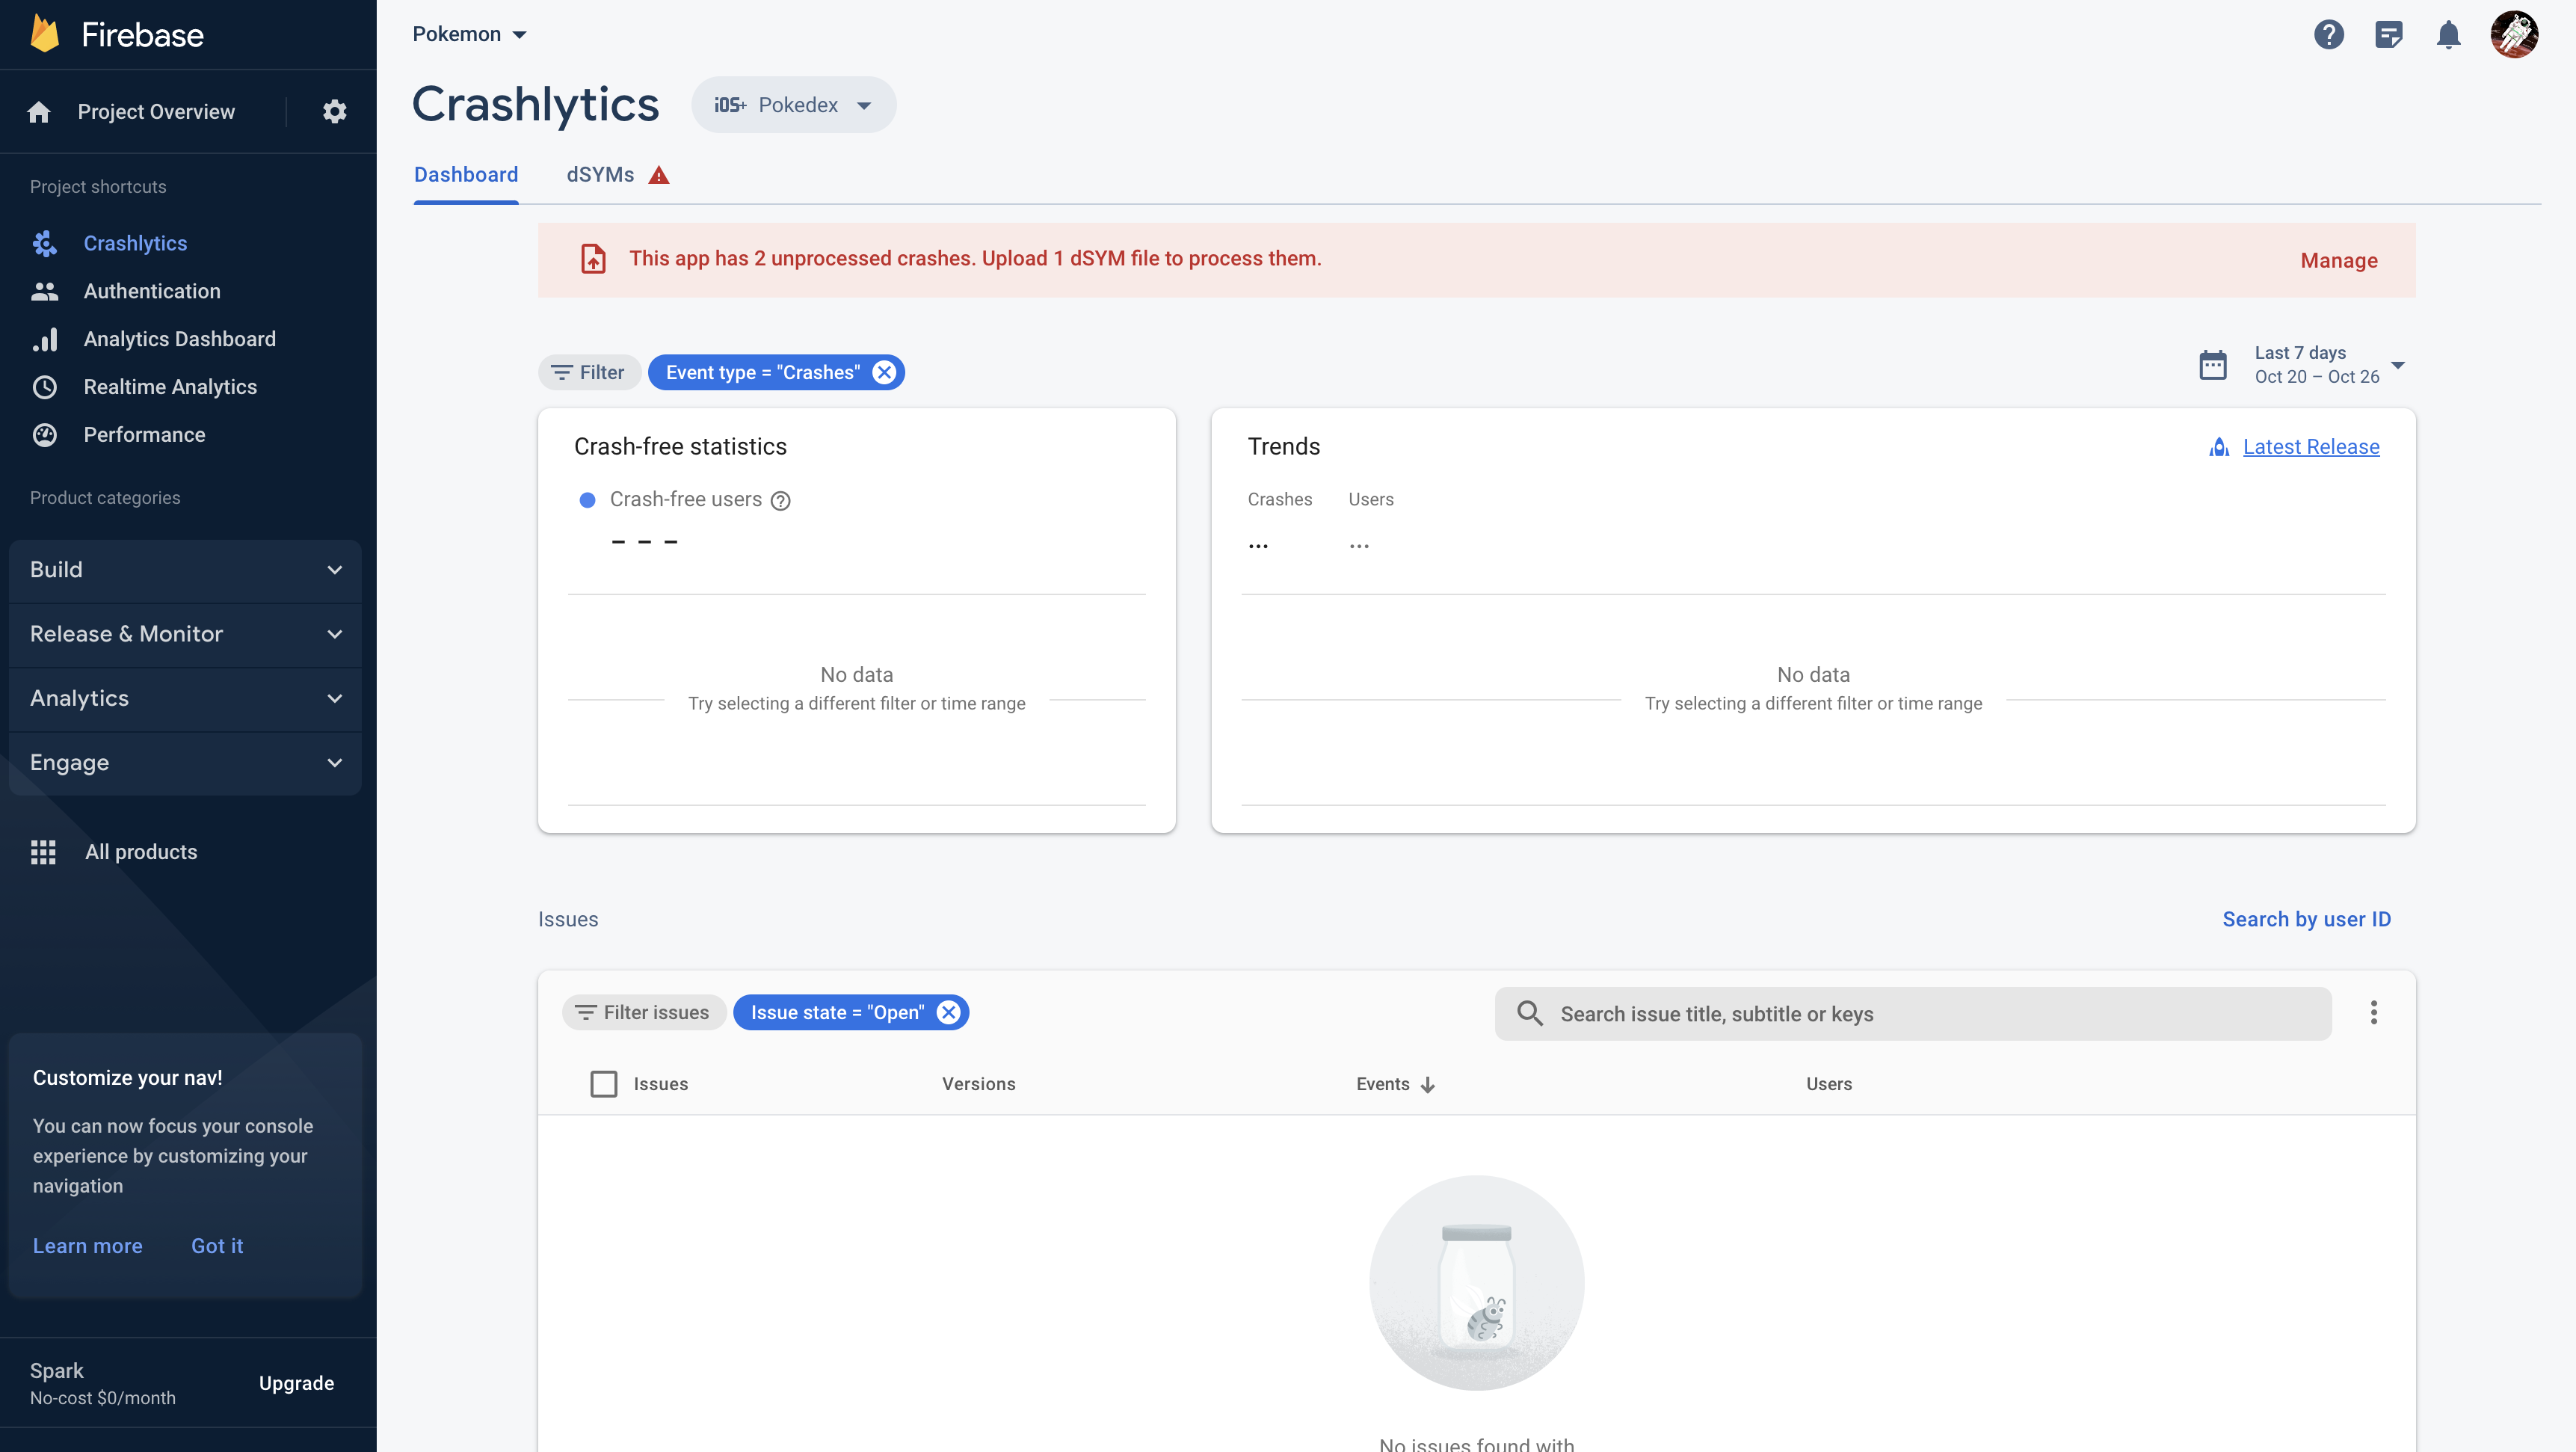 Firebase
Project Overview
Project shortcuts
Crashlytics
Authentication
Analytics Dashboard
Realtime Analytics
Performance
Product categories
Build
Release & Monitor
Analytics
Engage
All products
Customize your nav!
You can now focus your console
experience by customizing your
navigation
Learn more Got it
Spark
No-cost $0/month
Upgrade
Pokemon
Crashlytics
iOS+ Pokedex
Dashboard dSYMs
This app has 2 unprocessed crashes. Upload 1 dSYM file to process them.
Manage
Filter Event type = "Crashes"
Last 7 days
Oct 20 – Oct 26
Crash-free statistics
Crash-free users
- - -
No data
Try selecting a different filter or time range
Trends
Latest Release
Crashes Users
... ...
No data
Try selecting a different filter or time range
Issues
Search by user ID
Filter issues Issue state = "Open"
Search issue title, subtitle or keys
Issues Versions Events Users
No issues found with